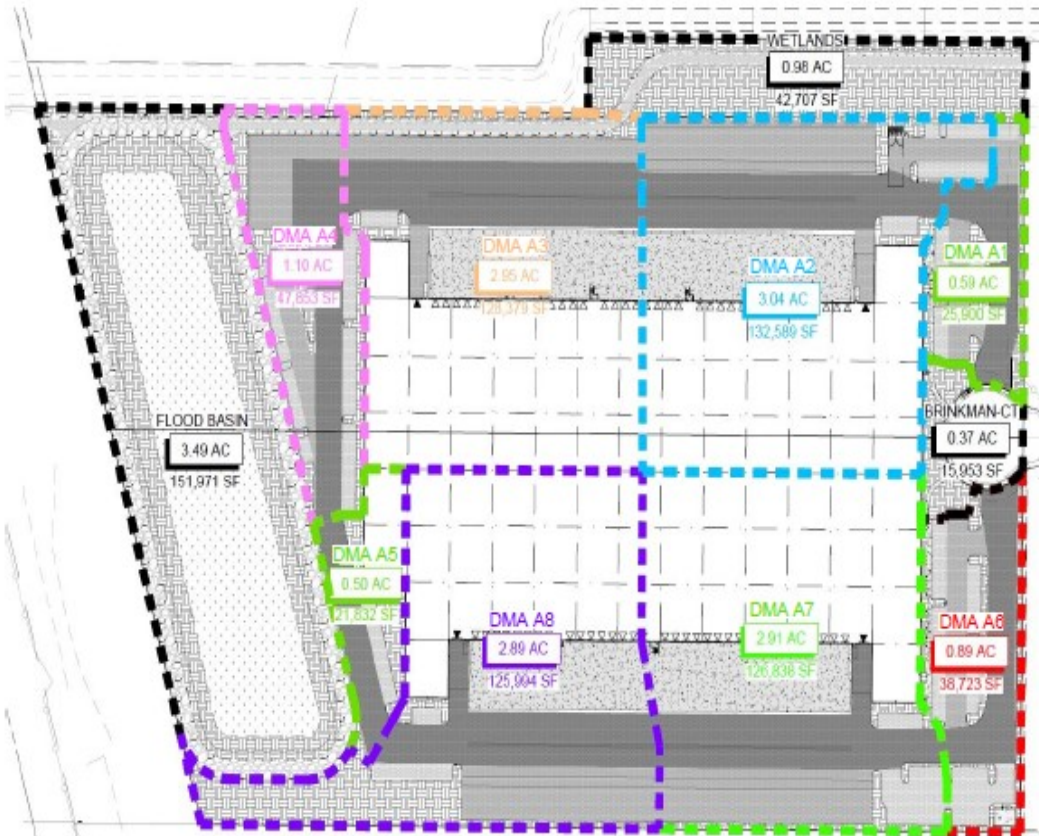 WETLANDS
0.98 AC
42,707 SF
DMA A4
1.10 AC
47,853 SF
DMA A3
2.95 AC
128,379 SF
DMA A2
3.04 AC
132,589 SF
DMA A1
0.59 AC
25,900 SF
FLOOD BASIN
3.49 AC
151,971 SF
BRINKMAN CT
0.37 AC
15,953 SF
DMA A5
0.50 AC
21,832 SF
DMA A8
2.89 AC
125,994 SF
DMA A7
2.91 AC
126,838 SF
DMA A6
0.89 AC
38,723 SF